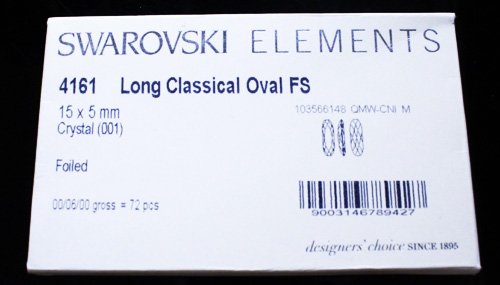 SWAROVSKI ELEMENTS
4161 Long Classical Oval FS
15 x 5 mm
103566148 QMW-CNI M
Crystal (001)
Foiled
00/06/00 gross = 72 pcs
9003146789427
designers' choice SINCE 1895